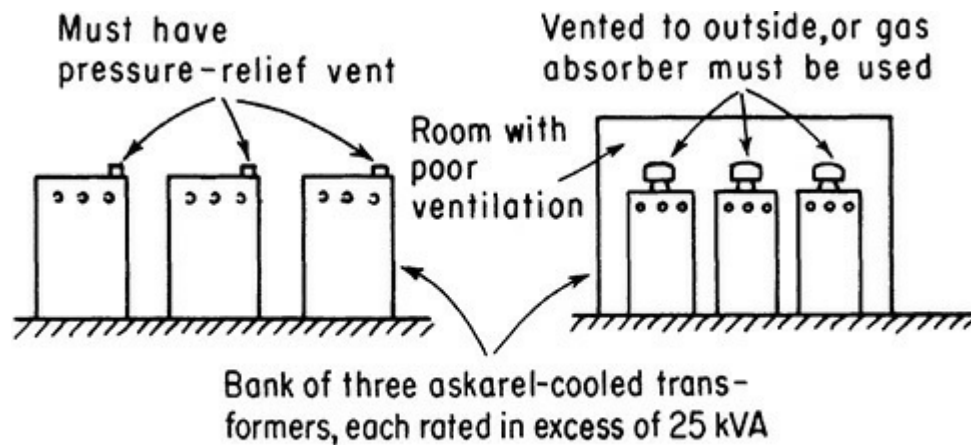 Must have
pressure-relief vent
Vented to outside, or gas
absorber must be used
Room with
poor
ventilation
Bank of three askarel-cooled trans-
formers, each rated in excess of 25 kVA